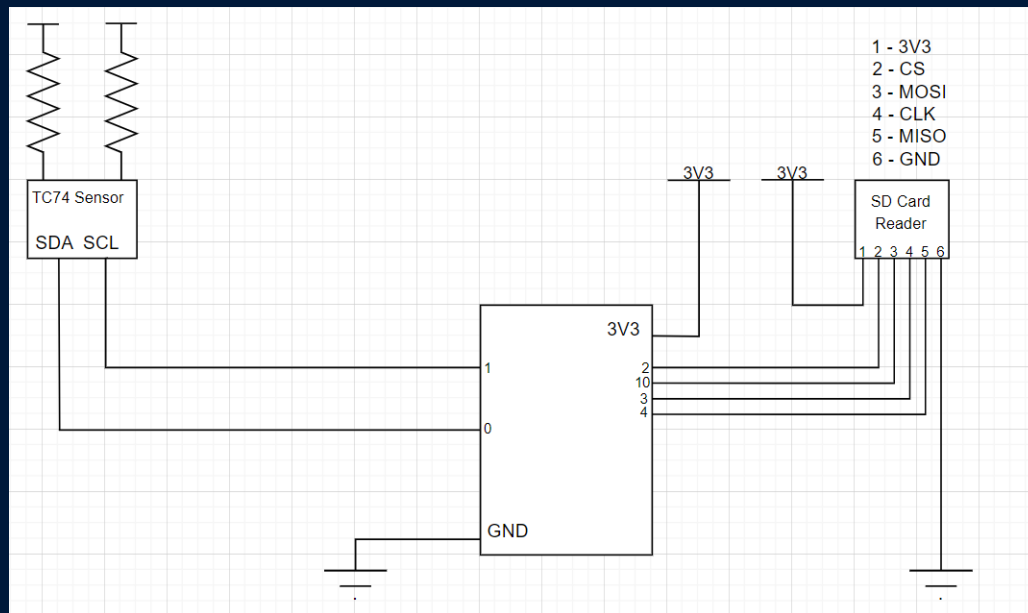 1 - 3V3
2 - CS
3 - MOSI
4 - CLK
5 - MISO
6 - GND
3V3 3V3
TC74 Sensor
SDA SCL
SD Card
Reader
1 2 3 4 5 6
3V3
1
0
2
10
3
4
GND